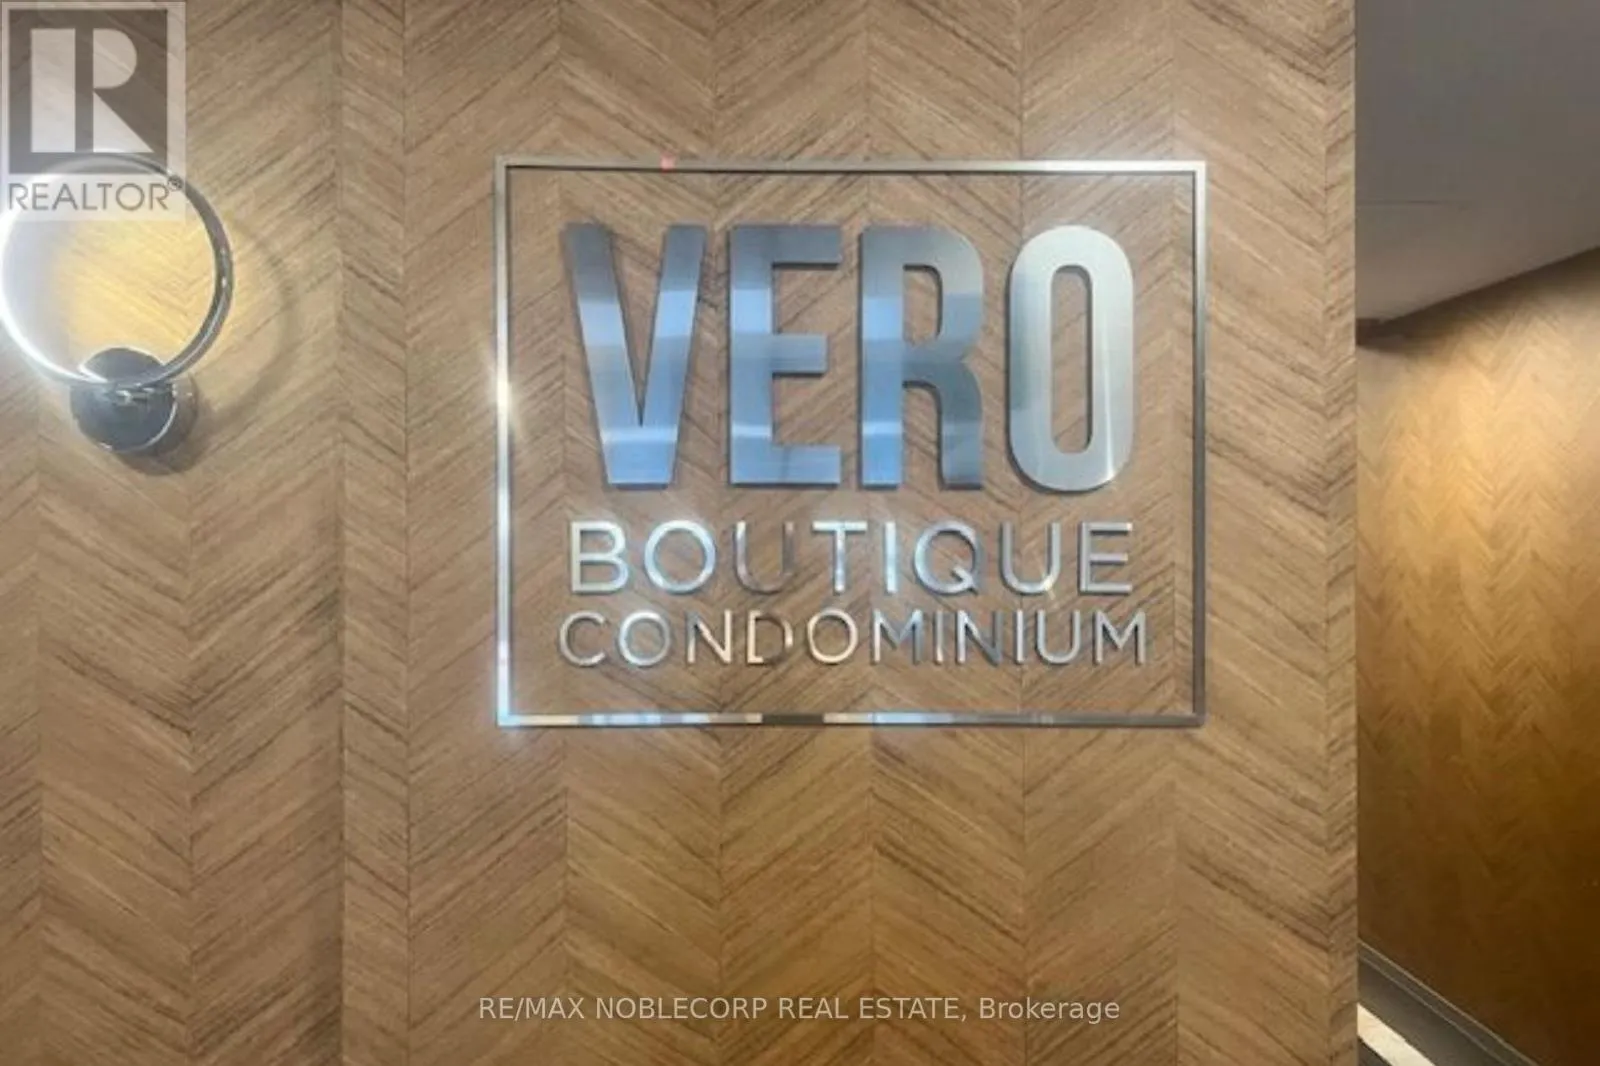 R
REALTOR®
VERO
BOUTIQUE
CONDOMINIUM
RE/MAX NOBLECORP REAL ESTATE, Brokerage